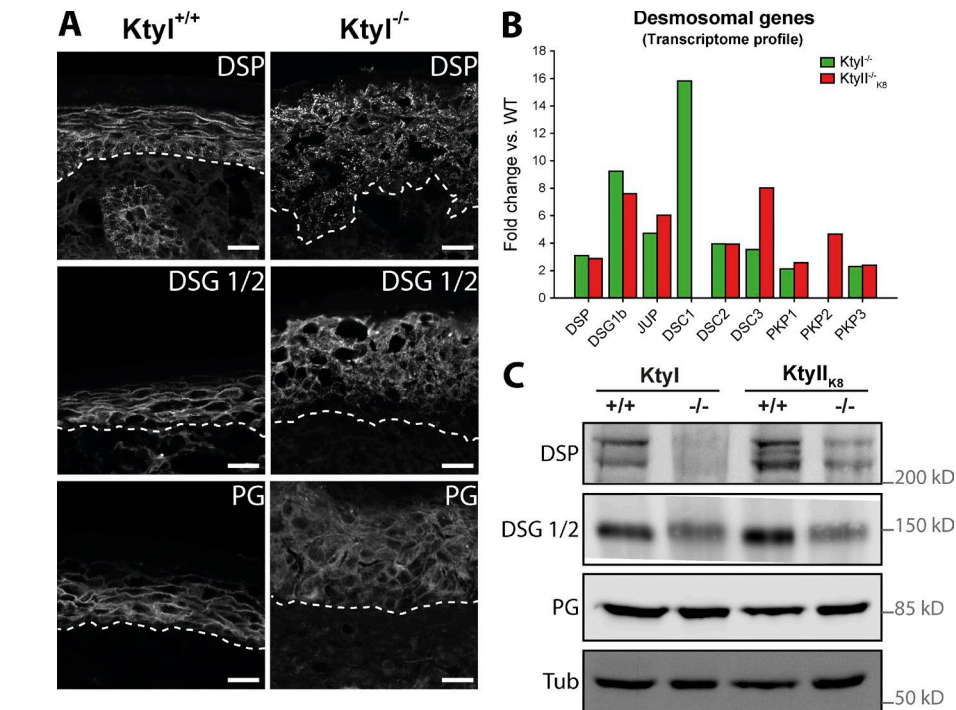 A
KtyI+/+
KtyI-/-
DSP
DSP
DSG 1/2
DSG 1/2
PG
PG
B
Desmosomal genes
(Transcriptome profile)
KtyI-/-
KtyII-/-K8
Fold change vs. WT
18
16
14
12
10
8
6
4
2
0
DSP
DSG1b
JUP
DSC1
DSC2
DSC3
PKP1
PKP2
PKP3
C
KtyI
KtyIIK8
+/+
-/-
+/+
-/-
DSP
200 kD
DSG 1/2
150 kD
PG
85 kD
Tub
50 kD